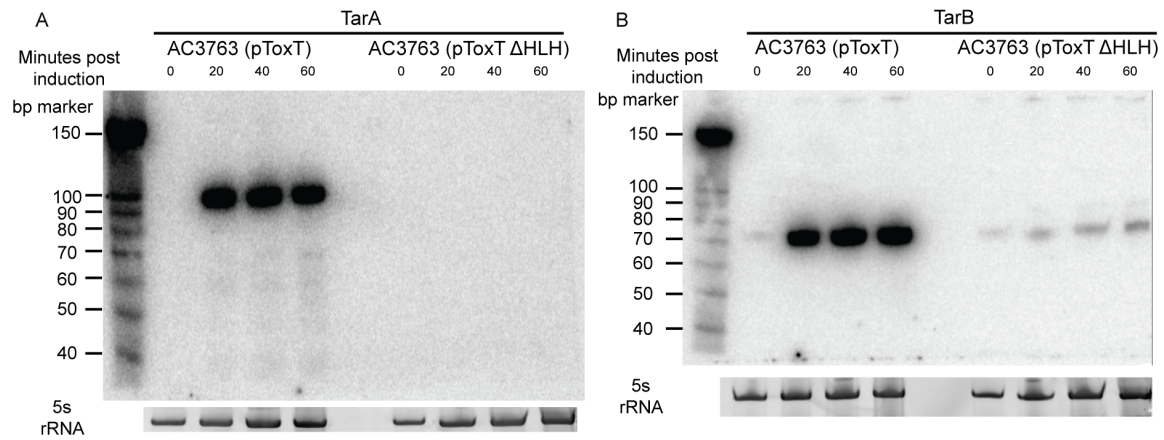 A
TarA
Minutes post
induction
AC3763 (pToxT)
AC3763 (pToxT ΔHLH)
0 20 40 60 0 20 40 60
bp marker
150
100
90
80
70
60
50
40
5s
rRNA
B
TarB
Minutes post
induction
AC3763 (pToxT)
AC3763 (pToxT ΔHLH)
0 20 40 60 0 20 40 60
bp marker
150
100
90
80
70
60
50
40
5s
rRNA